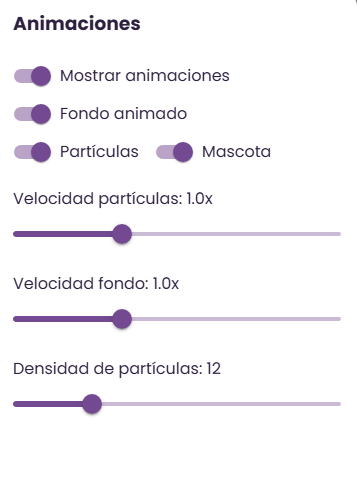 Animaciones
Mostrar animaciones
Fondo animado
Partículas Mascota
Velocidad partículas: 1.0x
Velocidad fondo: 1.0x
Densidad de partículas: 12